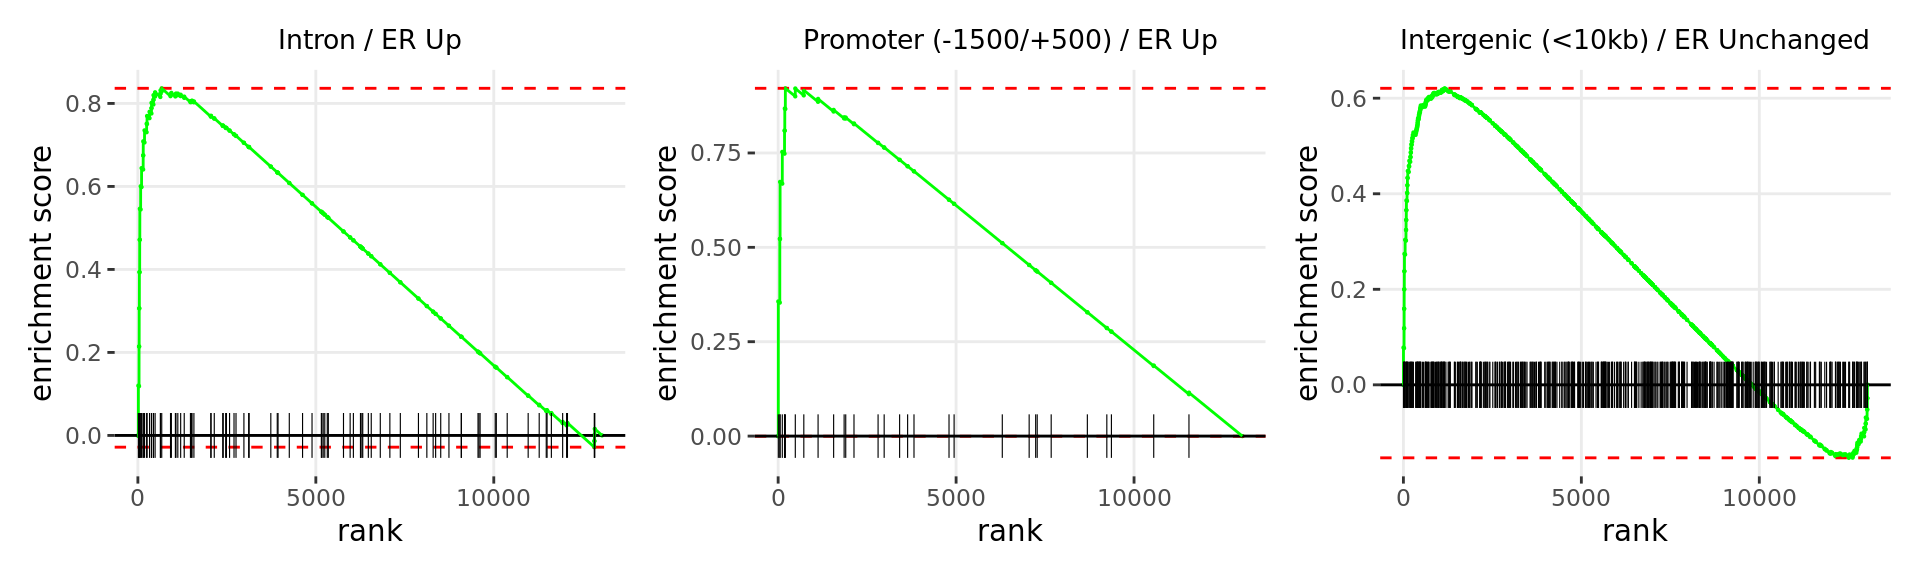 Intron / ER Up
enrichment score
0.8
0.6
0.4
0.2
0.0
0
5000
10000
rank
Promoter (-1500/+500) / ER Up
enrichment score
0.75
0.50
0.25
0.00
0
5000
10000
rank
Intergenic (<10kb) / ER Unchanged
enrichment score
0.6
0.4
0.2
0.0
0
5000
10000
rank